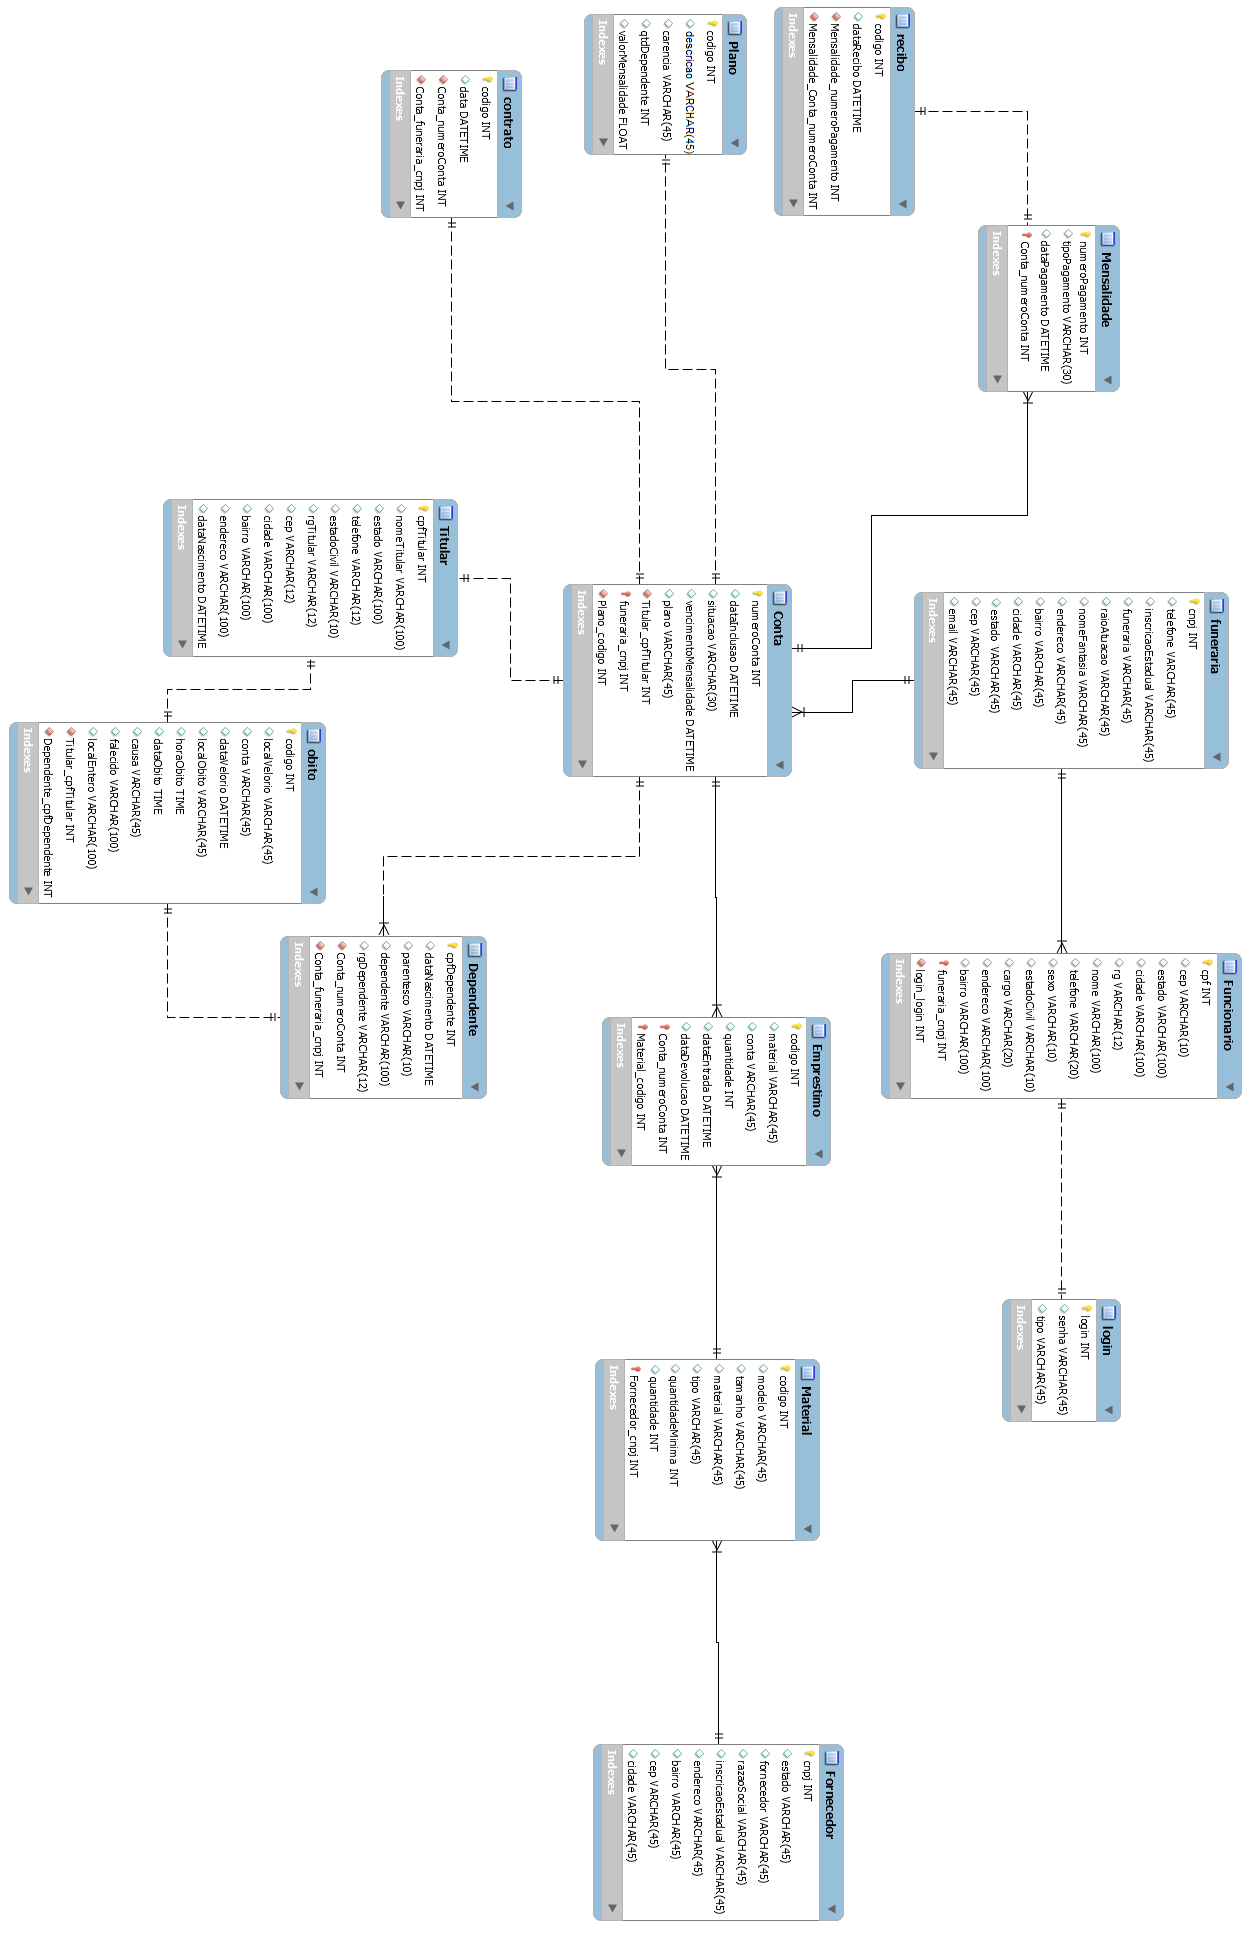 recibo
codigo INT
dataRecibo DATETIME
Mensalidade_numeroPagamento INT
Mensalidade_Conta_numeroConta INT
Indexes
Plano
codigo INT
descricao VARCHAR(45)
carencia VARCHAR(45)
qtdDependente INT
valorMensalidade FLOAT
Indexes
contrato
codigo INT
data DATETIME
Conta_numeroConta INT
Conta_funeraria_cnpj INT
Indexes
Mensalidade
numeroPagamento INT
tipoPagamento VARCHAR(30)
dataPagamento DATETIME
Conta_numeroConta INT
Indexes
funeraria
cnpj INT
telefone VARCHAR(45)
inscricaoEstadual VARCHAR(45)
funeraria VARCHAR(45)
raioAtuacao VARCHAR(45)
nomeFantasia VARCHAR(45)
endereco VARCHAR(45)
bairro VARCHAR(45)
cidade VARCHAR(45)
estado VARCHAR(45)
cep VARCHAR(45)
email VARCHAR(45)
Indexes
Conta
numeroConta INT
dataInclusao DATETIME
situacao VARCHAR(30)
vencimentoMensalidade DATETIME
plano VARCHAR(45)
Titular_cpfTitular INT
funeraria_cnpj INT
Plano_codigo INT
Indexes
Titular
cpfTitular INT
nomeTitular VARCHAR(100)
estado VARCHAR(100)
telefone VARCHAR(12)
estadoCivil VARCHAR(10)
rgTitular VARCHAR(12)
cep VARCHAR(12)
cidade VARCHAR(100)
bairro VARCHAR(100)
endereco VARCHAR(100)
dataNascimento DATETIME
Indexes
obito
codigo INT
localVelorio VARCHAR(45)
conta VARCHAR(45)
dataVelorio DATETIME
localObito VARCHAR(45)
horaObito TIME
dataObito TIME
causa VARCHAR(45)
falecido VARCHAR(100)
localEntero VARCHAR(100)
Titular_cpfTitular INT
Dependente_cpfDependente INT
Indexes
Funcionario
cpf INT
cep VARCHAR(10)
estado VARCHAR(100)
cidade VARCHAR(100)
rg VARCHAR(12)
nome VARCHAR(100)
telefone VARCHAR(20)
sexo VARCHAR(10)
estadoCivil VARCHAR(10)
cargo VARCHAR(20)
endereco VARCHAR(100)
bairro VARCHAR(100)
funeraria_cnpj INT
login_login INT
Indexes
Dependente
cpfDependente INT
dataNascimento DATETIME
parentesco VARCHAR(10)
dependente VARCHAR(100)
rgDependente VARCHAR(12)
Conta_numeroConta INT
Conta_funeraria_cnpj INT
Indexes
Emprestimo
codigo INT
material VARCHAR(45)
conta VARCHAR(45)
quantidade INT
dataEntrada DATETIME
dataDevolucao DATETIME
Conta_numeroConta INT
Material_codigo INT
Indexes
login
login INT
senha VARCHAR(45)
tipo VARCHAR(45)
Indexes
Material
codigo INT
modelo VARCHAR(45)
tamanho VARCHAR(45)
material VARCHAR(45)
tipo VARCHAR(45)
quantidadeMinima INT
quantidade INT
Fornecedor_cnpj INT
Indexes
Fornecedor
cnpj INT
estado VARCHAR(45)
fornecedor VARCHAR(45)
razaoSocial VARCHAR(45)
inscricaoEstadual VARCHAR(45)
endereco VARCHAR(45)
bairro VARCHAR(45)
cep VARCHAR(45)
cidade VARCHAR(45)
Indexes